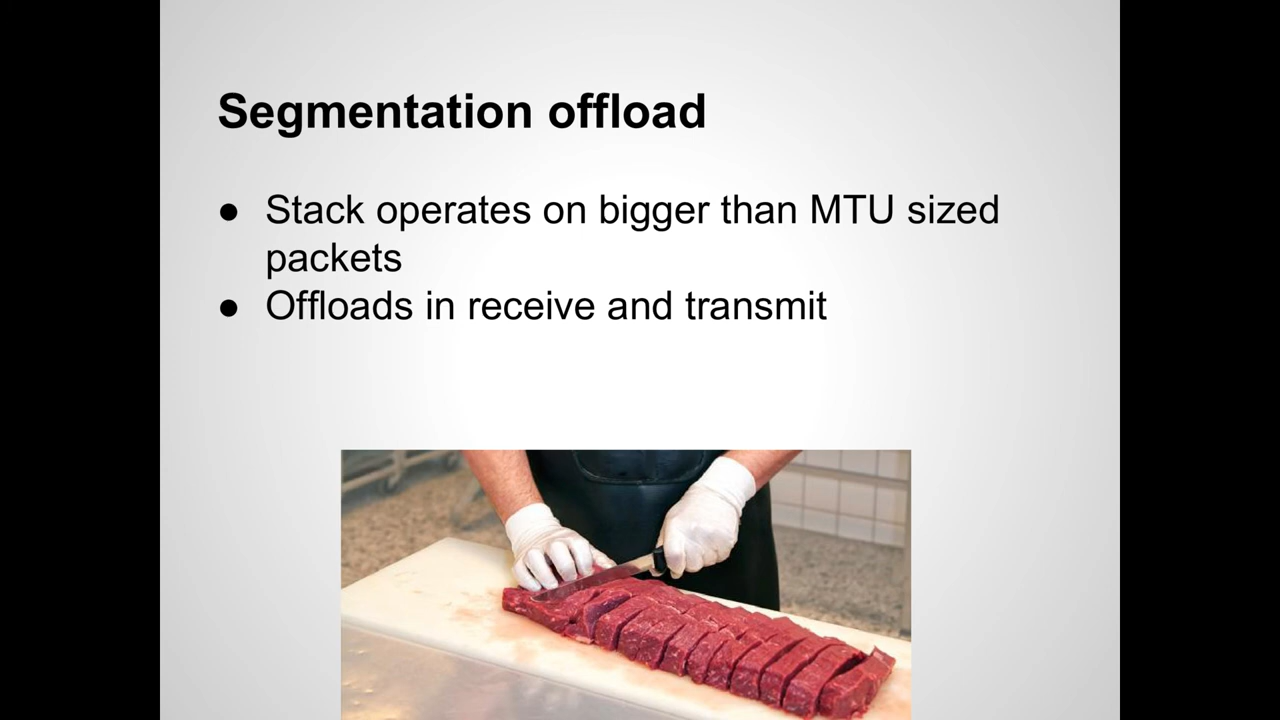 Segmentation offload
● Stack operates on bigger than MTU sized
packets
● Offloads in receive and transmit